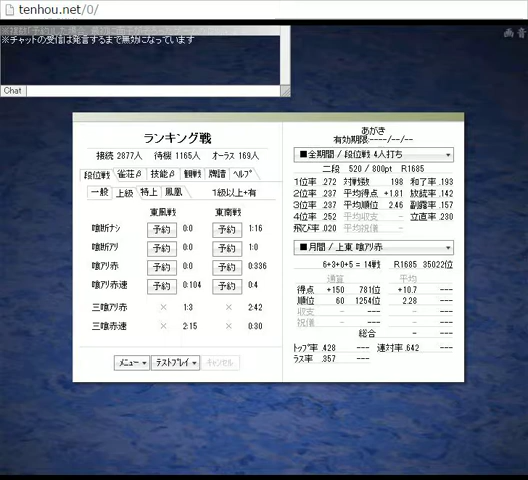 tenhou.net/0/
※チャットの受信は発言するまで無効になっています
Chat
画 音
ランキング戦
接続 2877人 待機 1165人 オーラス 169人
段位戦 雀荘β 技能β 観戦 牌譜 ヘルプ
一般 上級 特上 鳳凰 1級以上+有
東風戦 東南戦
喰断ナシ 予約 0:0 予約 1:16
喰断アリ 予約 0:0 予約 1:0
喰アリ赤 予約 0:0 予約 0:336
喰アリ赤速 予約 0:104 予約 0:4
三喰アリ赤 × 1:3 × 2:42
三喰赤速 × 2:15 × 0:30
メニュー テストプレイ キャンセル
あがき
有効期限----/--/--
■全期間 / 段位戦 4人打ち
二段 520 / 800pt R1685
1位率 .272 対戦数 198 和了率 .193
2位率 .237 平均得点 +1.81 放銃率 .142
3位率 .237 平均順位 2.46 副露率 .157
4位率 .252 平均収支 - 立直率 .230
飛び率 .020 平均祝儀 -
■月間 / 上東 喰アリ赤
6+3+0+5 = 14戦 R1685 35022位
通算 平均
得点 +150 781位 +10.7 ---
順位 60 1254位 2.28 ---
収支 - --- - ---
祝儀 - --- - ---
総合 - ---
トップ率 .428 --- 連対率 .642 ---
ラス率 .357 ---